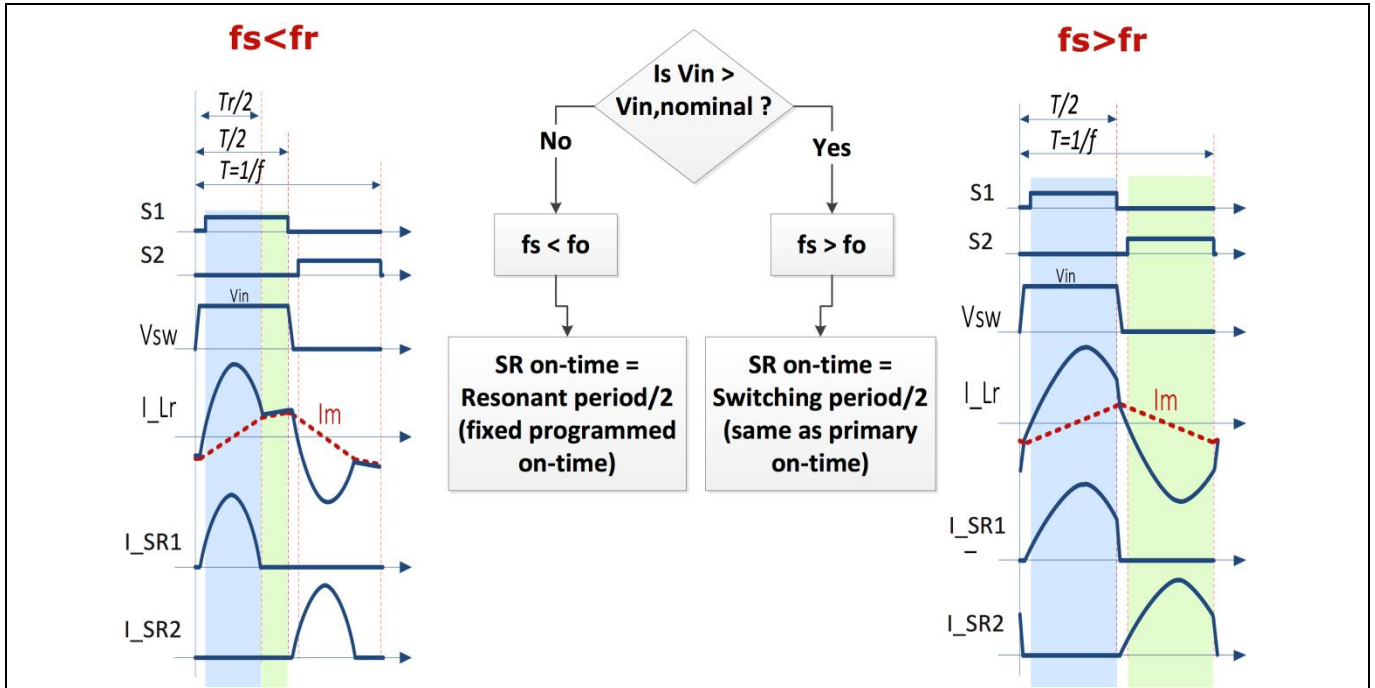 fs<fr
Tr/2
T/2
T=1/f
S1
S2
Vin
Vsw
I_Lr
Im
I_SR1
I_SR2
Is Vin >
Vin,nominal ?
No
Yes
fs < fo
fs > fo
SR on-time =
Resonant period/2
(fixed programmed
on-time)
SR on-time =
Switching period/2
(same as primary
on-time)
fs>fr
T/2
T=1/f
S1
S2
Vin
Vsw
I_Lr
Im
I_SR1
_
I_SR2